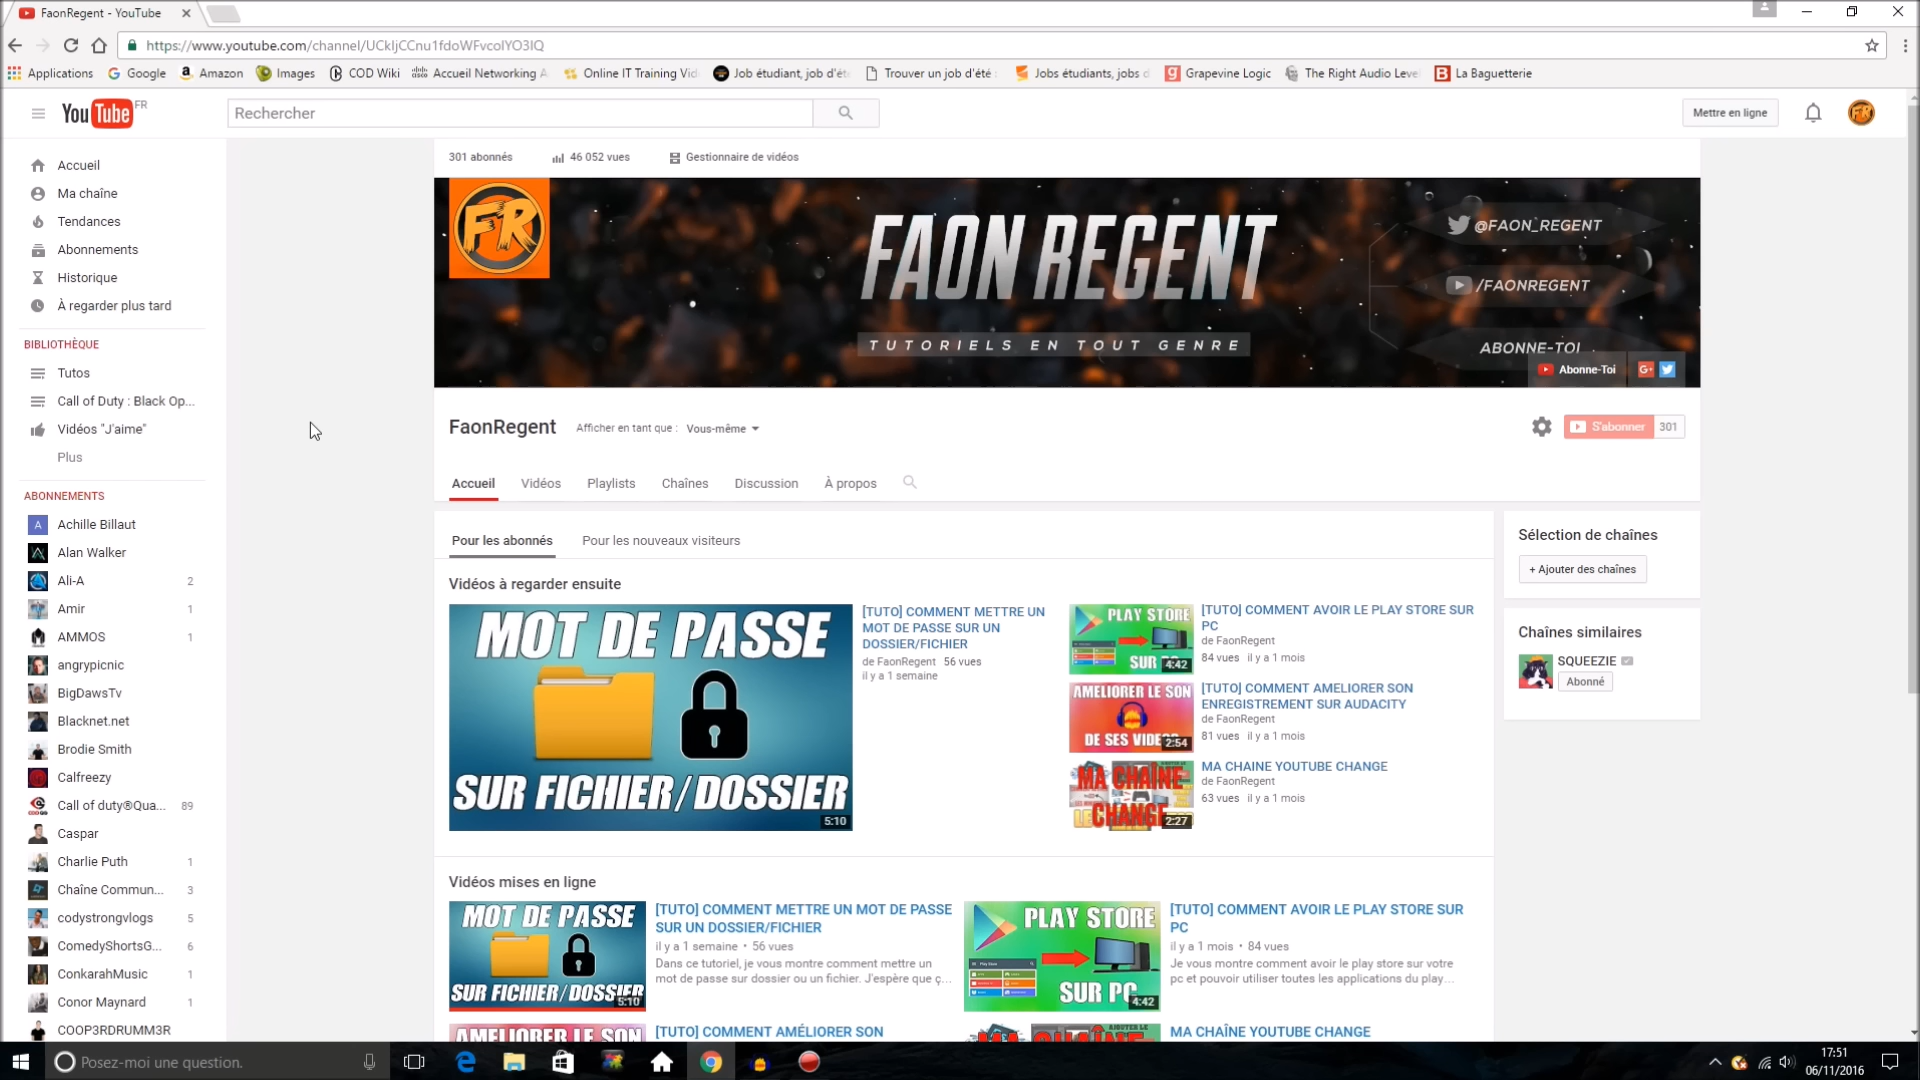 FaonRegent - YouTube
https://www.youtube.com/channel/UCkIjCCnu1fdoWFvcolYO3IQ
Applications
Google
Amazon
Images
COD Wiki
Accueil Networking A
Online IT Training Vid
Job étudiant, job d'été
Trouver un job d'été
Jobs étudiants, jobs d
Grapevine Logic
The Right Audio Leve
La Baguetterie
YouTube FR
Rechercher
Mettre en ligne
Accueil
Ma chaîne
Tendances
Abonnements
Historique
À regarder plus tard
BIBLIOTHÈQUE
Tutos
Call of Duty : Black Op...
Vidéos "J'aime"
Plus
ABONNEMENTS
Achille Billaut
Alan Walker
Ali-A 2
Amir 1
AMMOS 1
angrypicnic
BigDawsTv
Blacknet.net
Brodie Smith
Calfreezy
Call of duty®Qua... 89
Caspar
Charlie Puth 1
Chaîne Commun... 3
codystrongvlogs 5
ComedyShortsG... 6
ConkarahMusic 1
Conor Maynard 1
COOP3RDRUMM3R
301 abonnés
46 052 vues
Gestionnaire de vidéos
FR
FAON REGENT
TUTORIELS EN TOUT GENRE
@FAON_REGENT
/FAONREGENT
ABONNE-TOI
Abonne-Toi
FaonRegent
Afficher en tant que : Vous-même
S'abonner 301
Accueil
Vidéos
Playlists
Chaînes
Discussion
À propos
Pour les abonnés
Pour les nouveaux visiteurs
Vidéos à regarder ensuite
MOT DE PASSE
SUR FICHIER/DOSSIER
5:10
[TUTO] COMMENT METTRE UN
MOT DE PASSE SUR UN
DOSSIER/FICHIER
de FaonRegent 56 vues
il y a 1 semaine
PLAY STORE
SUR PC
4:42
[TUTO] COMMENT AVOIR LE PLAY STORE SUR
PC
de FaonRegent
84 vues il y a 1 mois
AMELIORER LE SON
DE SES VIDEO
2:54
[TUTO] COMMENT AMELIORER SON
ENREGISTREMENT SUR AUDACITY
de FaonRegent
81 vues il y a 1 mois
MA CHAÎNE
CHANGE
2:27
MA CHAINE YOUTUBE CHANGE
de FaonRegent
63 vues il y a 1 mois
Vidéos mises en ligne
MOT DE PASSE
SUR FICHIER/DOSSIER
5:10
[TUTO] COMMENT METTRE UN MOT DE PASSE
SUR UN DOSSIER/FICHIER
il y a 1 semaine • 56 vues
Dans ce tutoriel, je vous montre comment mettre un
mot de passe sur dossier ou un fichier. J'espère que ç...
PLAY STORE
SUR PC
4:42
[TUTO] COMMENT AVOIR LE PLAY STORE SUR
PC
il y a 1 mois • 84 vues
Je vous montre comment avoir le play store sur votre
pc et pouvoir utiliser toutes les applications du play...
AMELIORER LE SON
[TUTO] COMMENT AMÉLIORER SON
MA CHAÎNE YOUTUBE CHANGE
Sélection de chaînes
+ Ajouter des chaînes
Chaînes similaires
SQUEEZIE
Abonné
Posez-moi une question.
17:51
06/11/2016